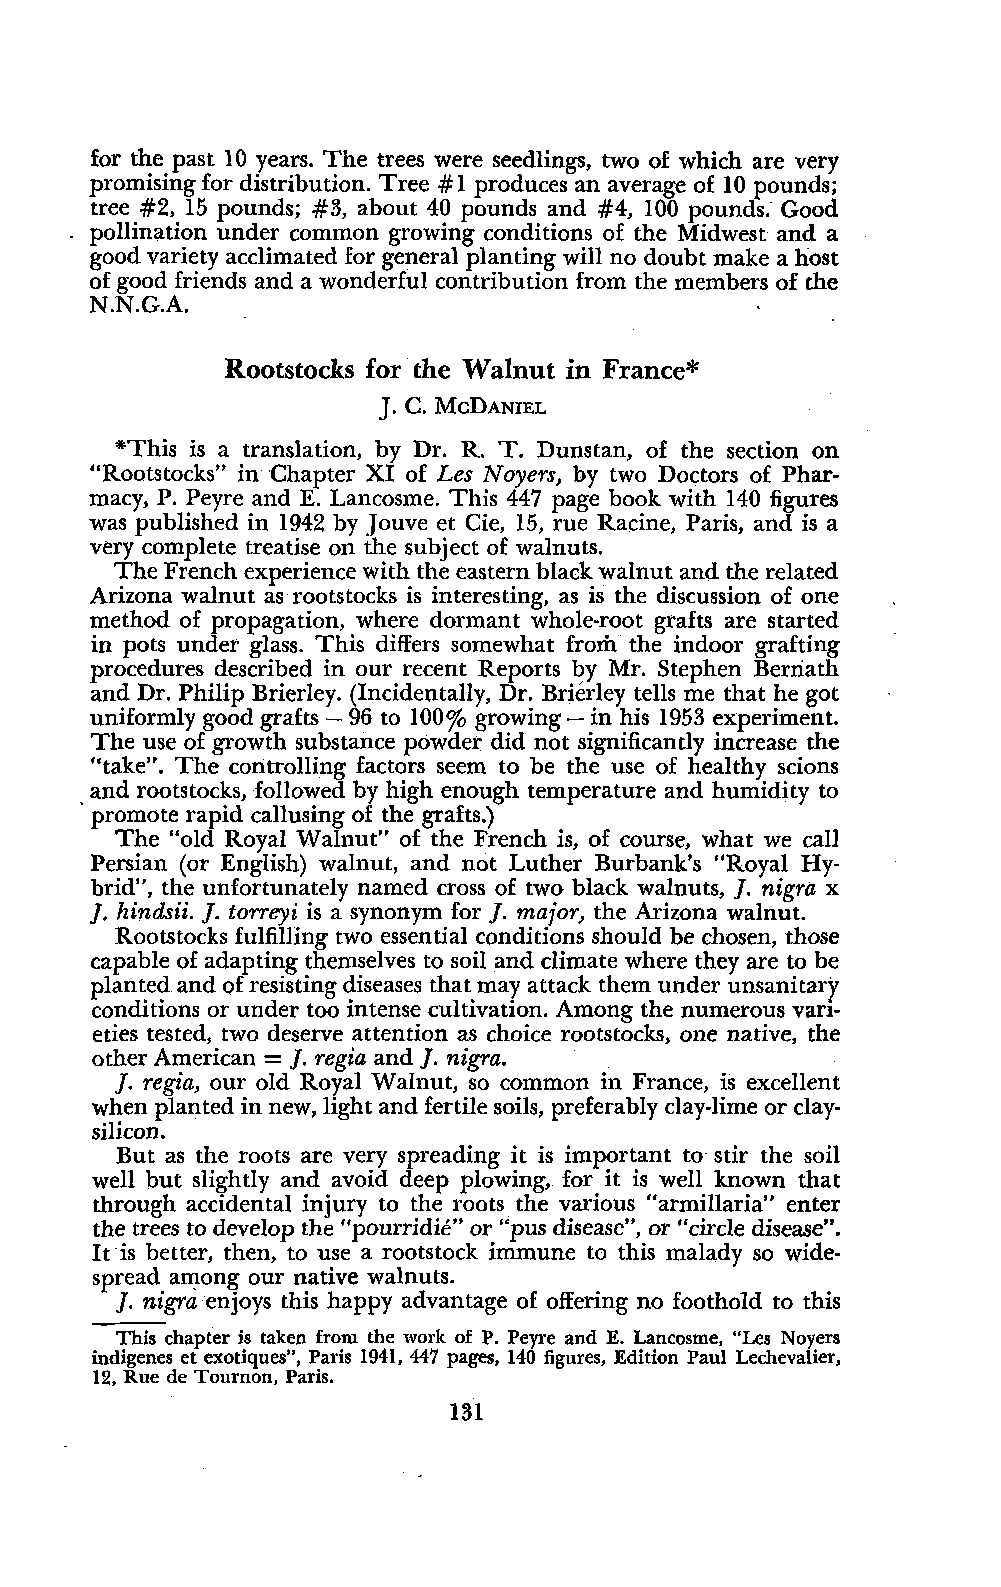 for the past 10 years. The trees were seedlings, two of which are very
promising for distribution. Tree #1 produces an average of 10 pounds;
tree #2, 15 pounds; #3, about 40 pounds and #4, 100 pounds. Good
pollination under common growing conditions of the Midwest and a
good variety acclimated for general planting will no doubt make a host
of good friends and a wonderful contribution from the members of the
N.N.G.A.
Rootstocks for the Walnut in France*
J. C. McDaniel
*This is a translation, by Dr. R. T. Dunstan, of the section on
"Rootstocks" in Chapter XI of Les Noyers, by two Doctors of Phar-
macy, P. Peyre and E. Lancosme. This 447 page book with 140 figures
was published in 1942 by Jouve et Cie, 15, rue Racine, Paris, and is a
very complete treatise on the subject of walnuts.
The French experience with the eastern black walnut and the related
Arizona walnut as rootstocks is interesting, as is the discussion of one
method of propagation, where dormant whole-root grafts are started
in pots under glass. This differs somewhat from the indoor grafting
procedures described in our recent Reports by Mr. Stephen Bernath
and Dr. Philip Brierley. (Incidentally, Dr. Brierley tells me that he got
uniformly good grafts – 96 to 100% growing – in his 1953 experiment.
The use of growth substance powder did not significantly increase the
"take". The controlling factors seem to be the use of healthy scions
and rootstocks, followed by high enough temperature and humidity to
promote rapid callusing of the grafts.)
The "old Royal Walnut" of the French is, of course, what we call
Persian (or English) walnut, and not Luther Burbank's "Royal Hy-
brid", the unfortunately named cross of two black walnuts, J. nigra x
J. hindsii. J. torreyi is a synonym for J. major, the Arizona walnut.
Rootstocks fulfilling two essential conditions should be chosen, those
capable of adapting themselves to soil and climate where they are to be
planted and of resisting diseases that may attack them under unsanitary
conditions or under too intense cultivation. Among the numerous vari-
eties tested, two deserve attention as choice rootstocks, one native, the
other American = J. regia and J. nigra.
J. regia, our old Royal Walnut, so common in France, is excellent
when planted in new, light and fertile soils, preferably clay-lime or clay-
silicon.
But as the roots are very spreading it is important to stir the soil
well but slightly and avoid deep plowing, for it is well known that
through accidental injury to the roots the various "armillaria" enter
the trees to develop the "pourridié" or "pus disease", or "circle disease".
It is better, then, to use a rootstock immune to this malady so wide-
spread among our native walnuts.
J. nigra enjoys this happy advantage of offering no foothold to this
This chapter is taken from the work of P. Peyre and E. Lancosme, "Les Noyers
indigenes et exotiques", Paris 1941, 447 pages, 140 figures, Edition Paul Lechevalier,
12, Rue de Tournon, Paris.
131